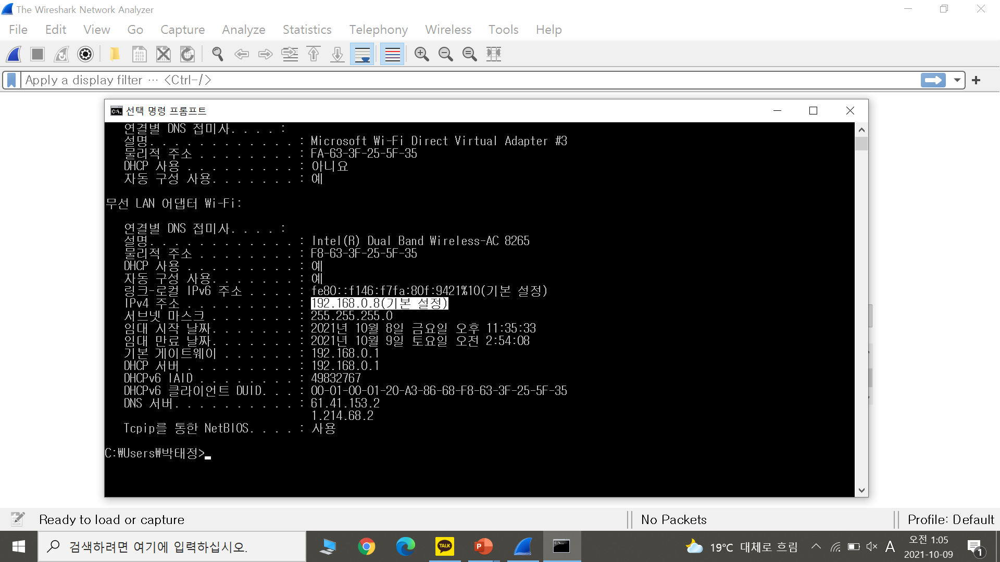 The Wireshark Network Analyzer
File Edit View Go Capture Analyze Statistics Telephony Wireless Tools Help
Apply a display filter ... <Ctrl-/>
선택 명령 프롬프트
연결별 DNS 접미사. . . . :
설명. . . . . . . . . . . . : Microsoft Wi-Fi Direct Virtual Adapter #3
물리적 주소 . . . . . . . . : FA-63-3F-25-5F-35
DHCP 사용 . . . . . . . . . : 아니요
자동 구성 사용. . . . . . . : 예
무선 LAN 어댑터 Wi-Fi:
연결별 DNS 접미사. . . . :
설명. . . . . . . . . . . . : Intel(R) Dual Band Wireless-AC 8265
물리적 주소 . . . . . . . . : F8-63-3F-25-5F-35
DHCP 사용 . . . . . . . . . : 예
자동 구성 사용. . . . . . . : 예
링크-로컬 IPv6 주소 . . . . : fe80::f146:f7fa:80f:9421%10(기본 설정)
IPv4 주소 . . . . . . . . . : 192.168.0.8(기본 설정)
서브넷 마스크 . . . . . . . : 255.255.255.0
임대 시작 날짜. . . . . . . : 2021년 10월 8일 금요일 오후 11:35:33
임대 만료 날짜. . . . . . . : 2021년 10월 9일 토요일 오전 2:54:08
기본 게이트웨이 . . . . . . : 192.168.0.1
DHCP 서버 . . . . . . . . . : 192.168.0.1
DHCPv6 IAID . . . . . . . . : 49832767
DHCPv6 클라이언트 DUID. . . : 00-01-00-01-20-A3-86-68-F8-63-3F-25-5F-35
DNS 서버. . . . . . . . . . : 61.41.153.2
1.214.68.2
Tcpip를 통한 NetBIOS. . . . : 사용
C:₩Users₩박태정>
Ready to load or capture No Packets Profile: Default
검색하려면 여기에 입력하십시오.
TALK
P
19°C 대체로 흐림
A
오전 1:05
2021-10-09
1